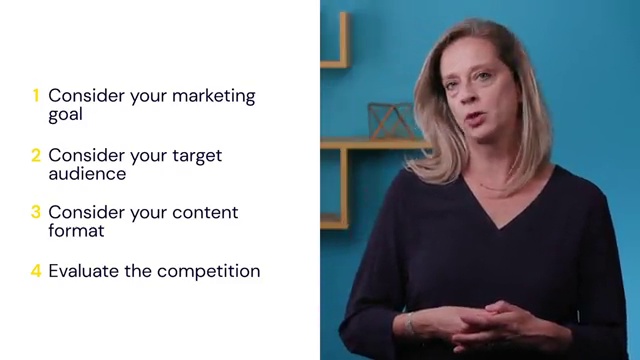 1 Consider your marketing
goal
2 Consider your target
audience
3 Consider your content
format
4 Evaluate the competition